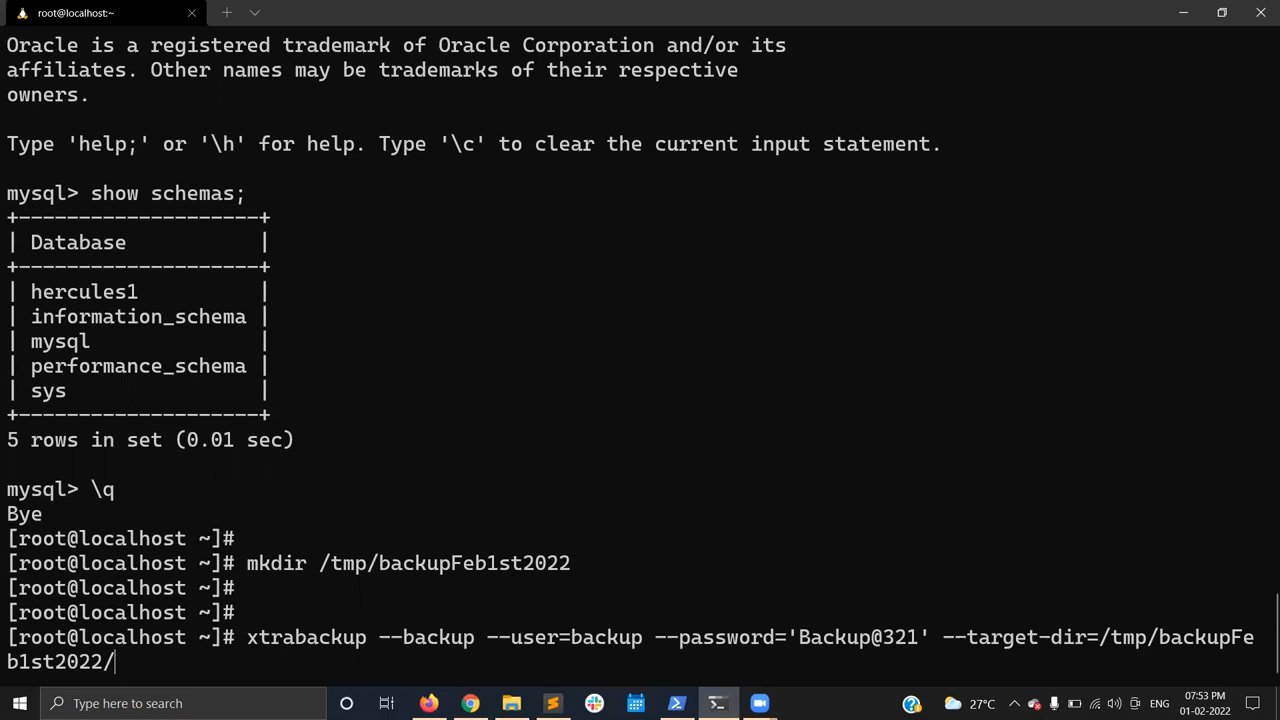 root@localhost:~
Oracle is a registered trademark of Oracle Corporation and/or its
affiliates. Other names may be trademarks of their respective
owners.
Type 'help;' or '\h' for help. Type '\c' to clear the current input statement.
mysql> show schemas;
+--------------------+
| Database           |
+--------------------+
| hercules1          |
| information_schema |
| mysql              |
| performance_schema |
| sys                |
+--------------------+
5 rows in set (0.01 sec)
mysql> \q
Bye
[root@localhost ~]#
[root@localhost ~]# mkdir /tmp/backupFeb1st2022
[root@localhost ~]#
[root@localhost ~]#
[root@localhost ~]# xtrabackup --backup --user=backup --password='Backup@321' --target-dir=/tmp/backupFe
b1st2022/
Type here to search
27°C
ENG
07:53 PM
01-02-2022